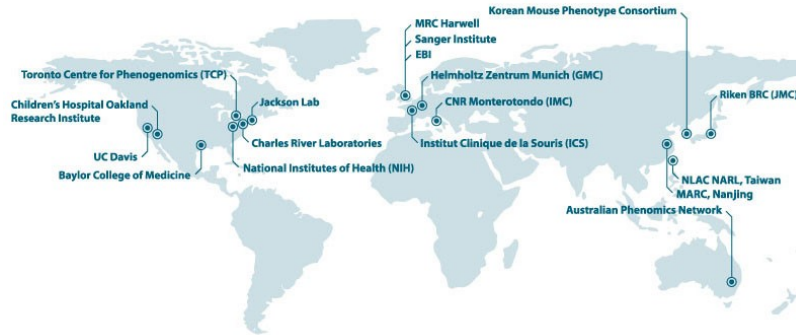 Korean Mouse Phenotype Consortium
MRC Harwell
Sanger Institute
EBI
Toronto Centre for Phenogenomics (TCP)
Helmholtz Zentrum Munich (GMC)
Children's Hospital Oakland
Research Institute
Jackson Lab
CNR Monterotondo (IMC)
Riken BRC (JMC)
Charles River Laboratories
Institut Clinique de la Souris (ICS)
UC Davis
National Institutes of Health (NIH)
Baylor College of Medicine
NLAC NARL, Taiwan
MARC, Nanjing
Australian Phenomics Network